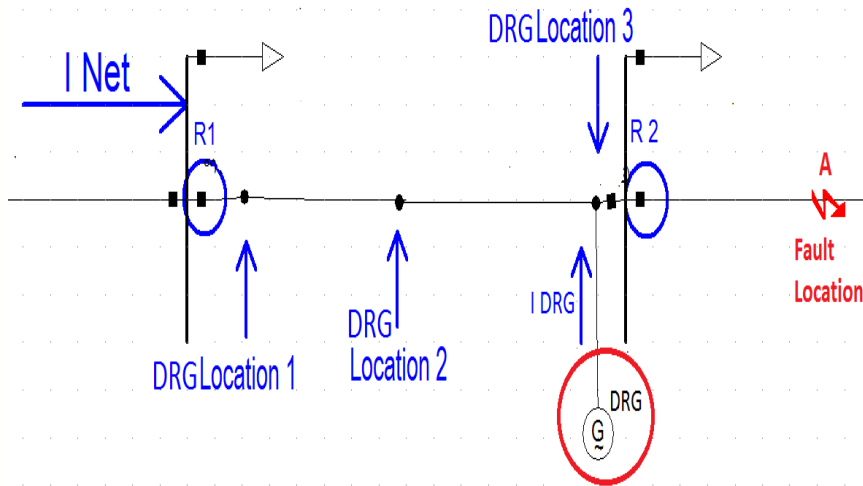 DRG Location 3
I Net
R1
R 2
A
Fault
Location
I DRG
DRG
Location 2
DRG Location 1
DRG
G
~